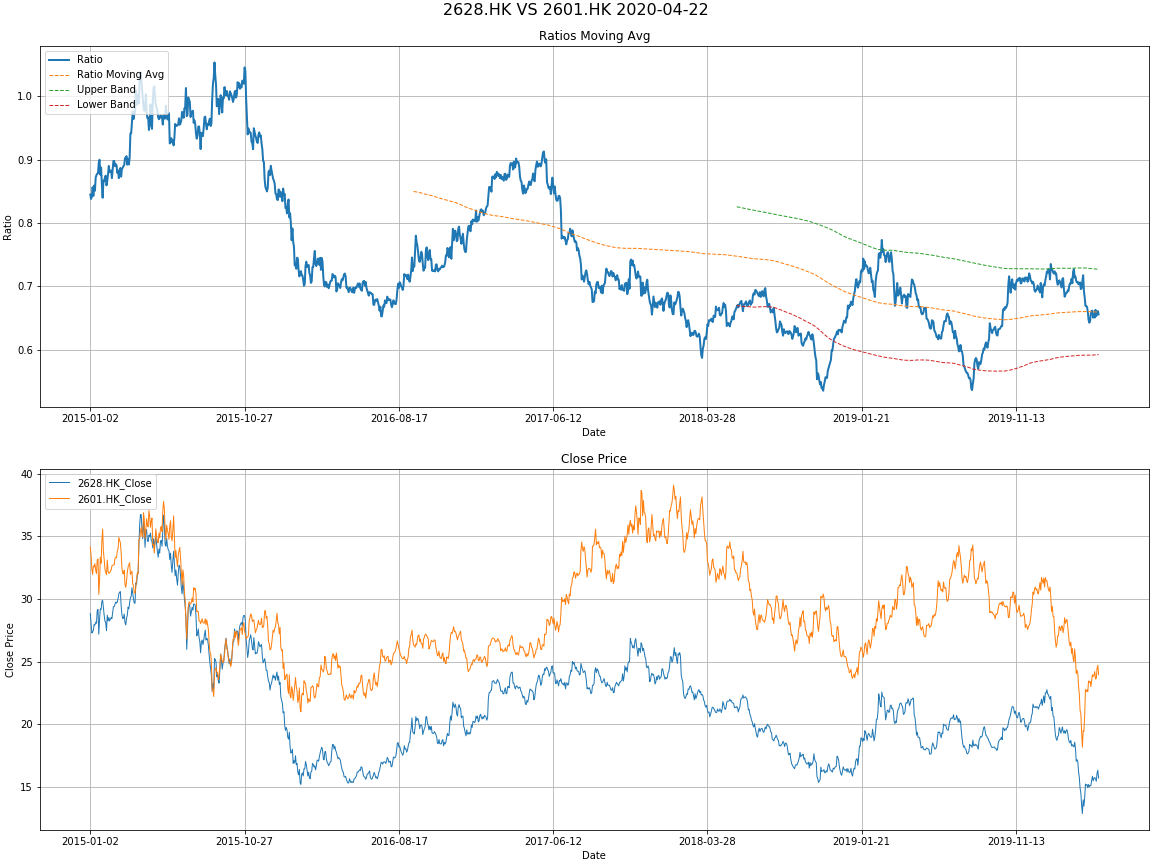 2628.HK VS 2601.HK 2020-04-22
Ratios Moving Avg
Ratio
Ratio Moving Avg
Upper Band
Lower Band
1.0
0.9
0.8
0.7
0.6
Ratio
2015-01-02 2015-10-27 2016-08-17 2017-06-12 2018-03-28 2019-01-21 2019-11-13
Date
Close Price
2628.HK_Close
2601.HK_Close
40
35
30
25
20
15
Close Price
2015-01-02 2015-10-27 2016-08-17 2017-06-12 2018-03-28 2019-01-21 2019-11-13
Date